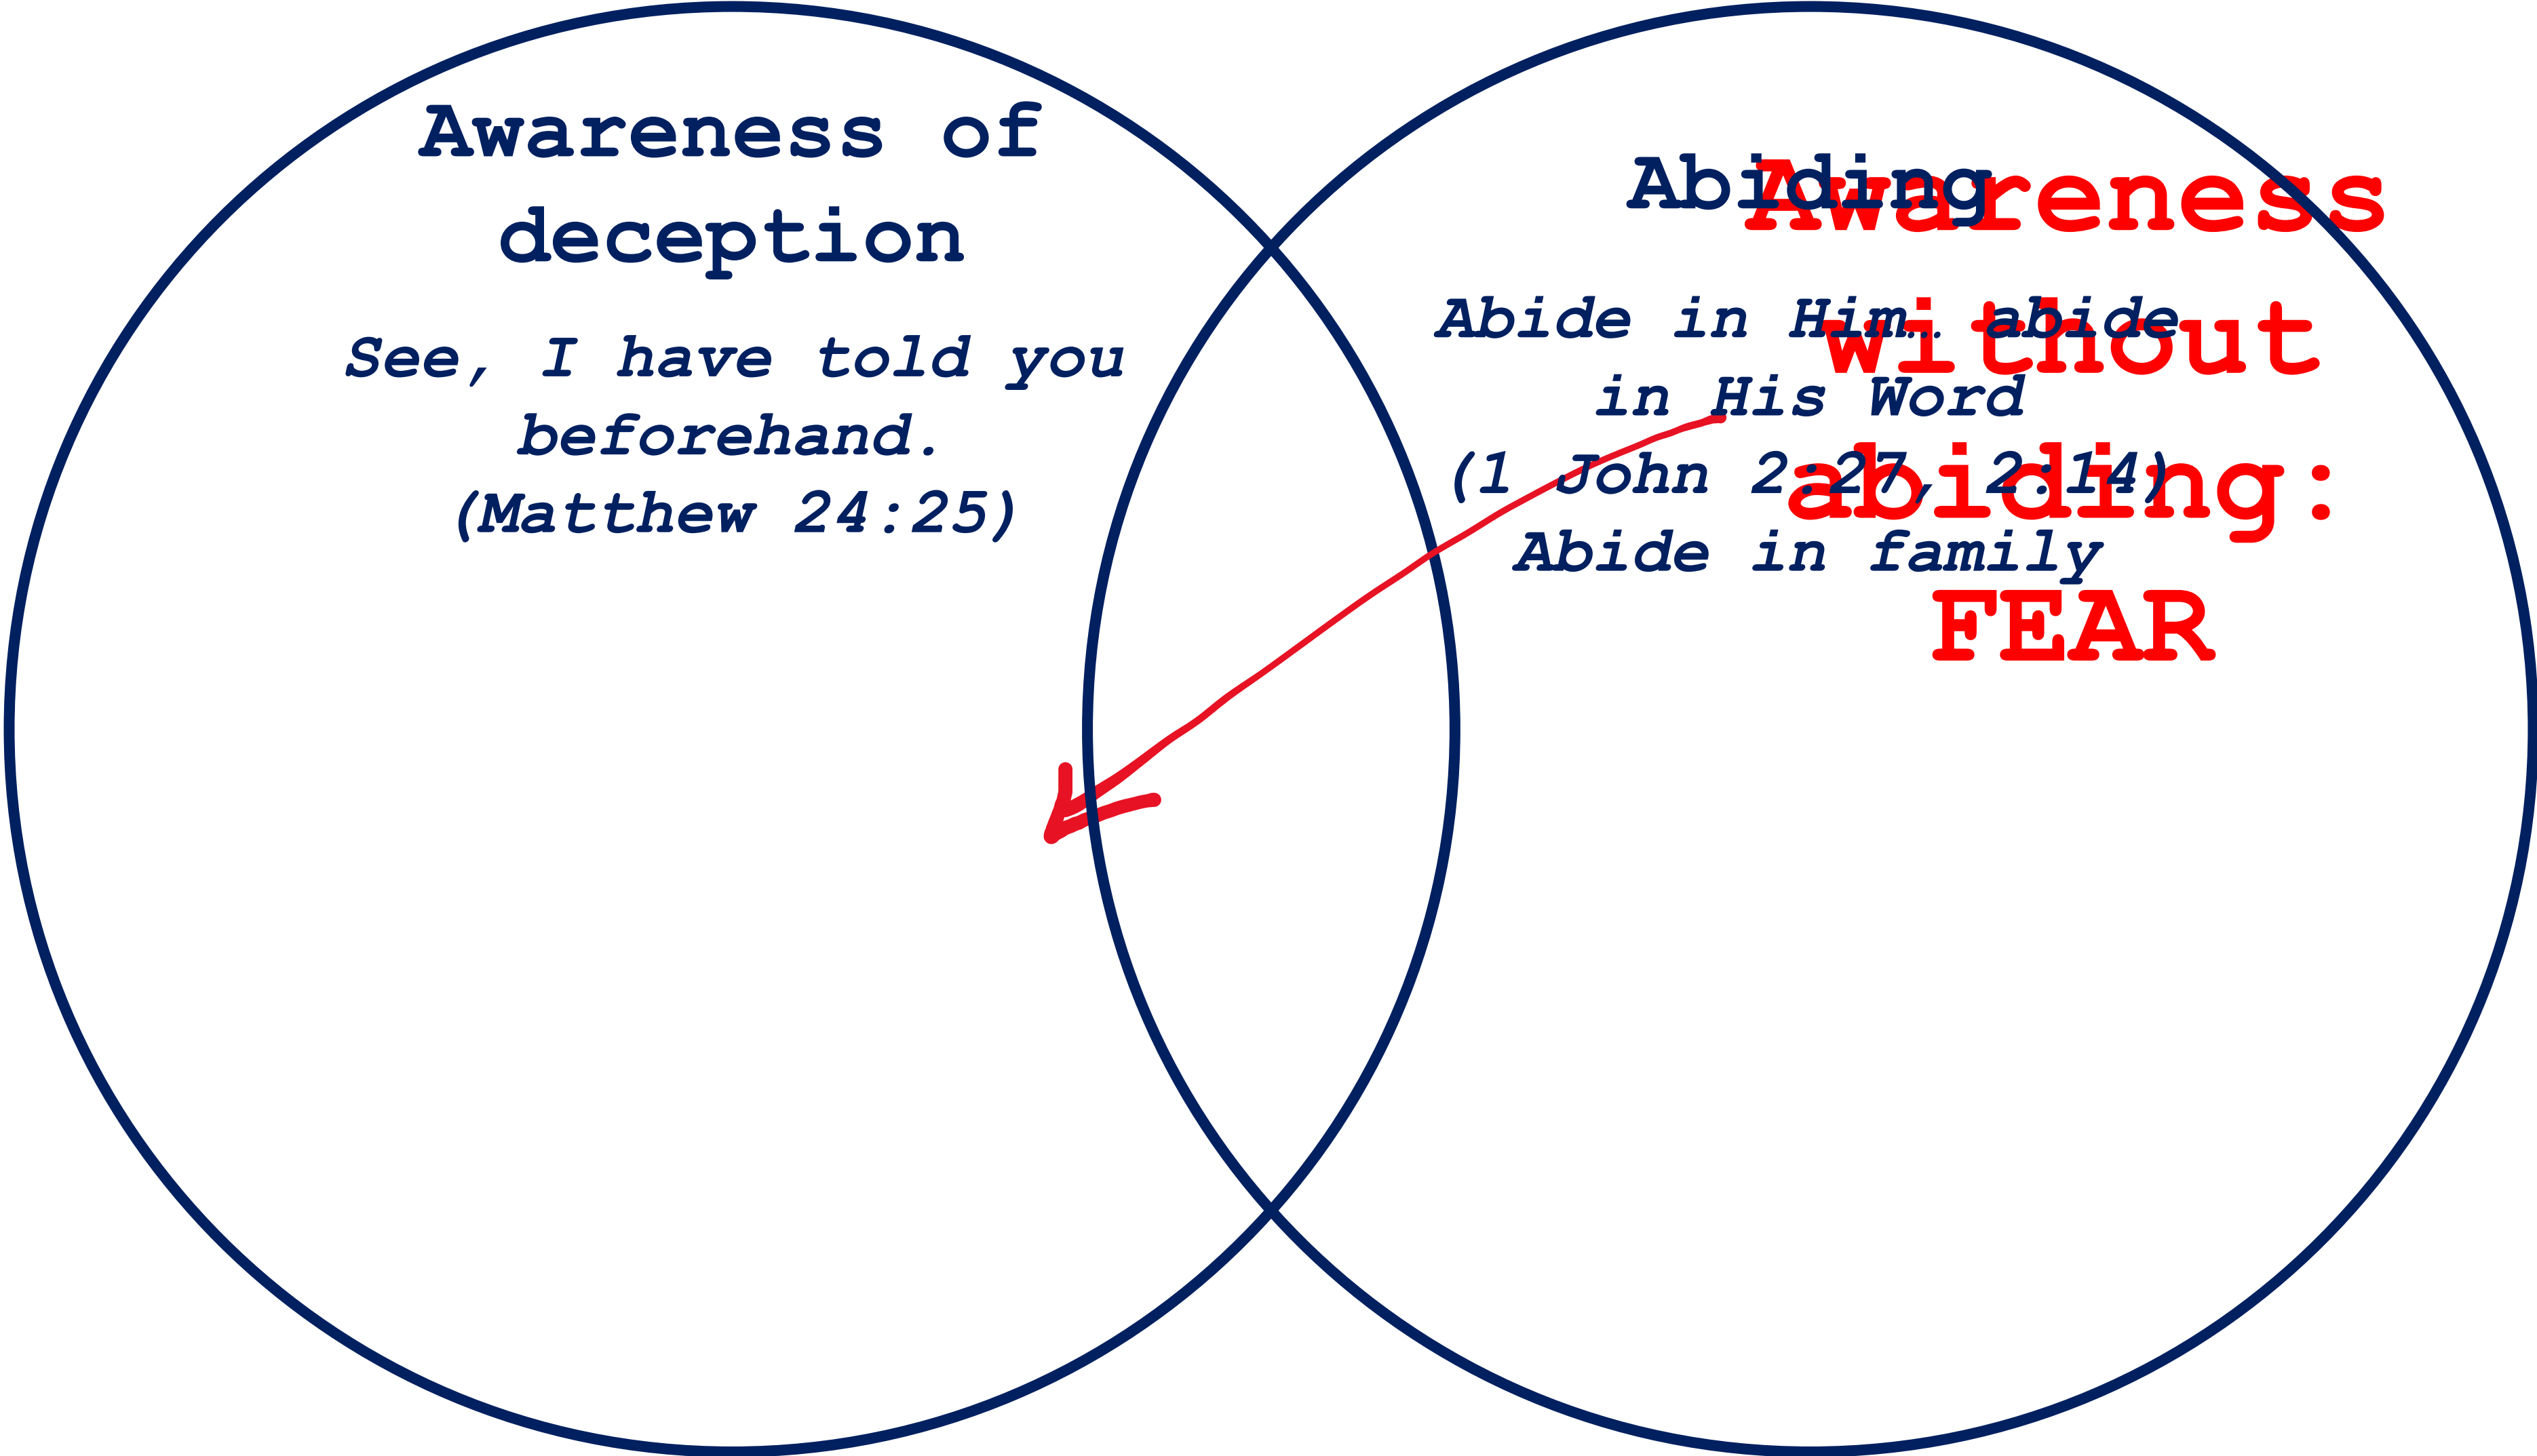 Awareness of
deception
See, I have told you
beforehand.
(Matthew 24:25)
Abiding
Abide in Him… abide
in His Word
(1 John 2:27, 2:14)
Abide in family
Awareness
without
abiding:
FEAR